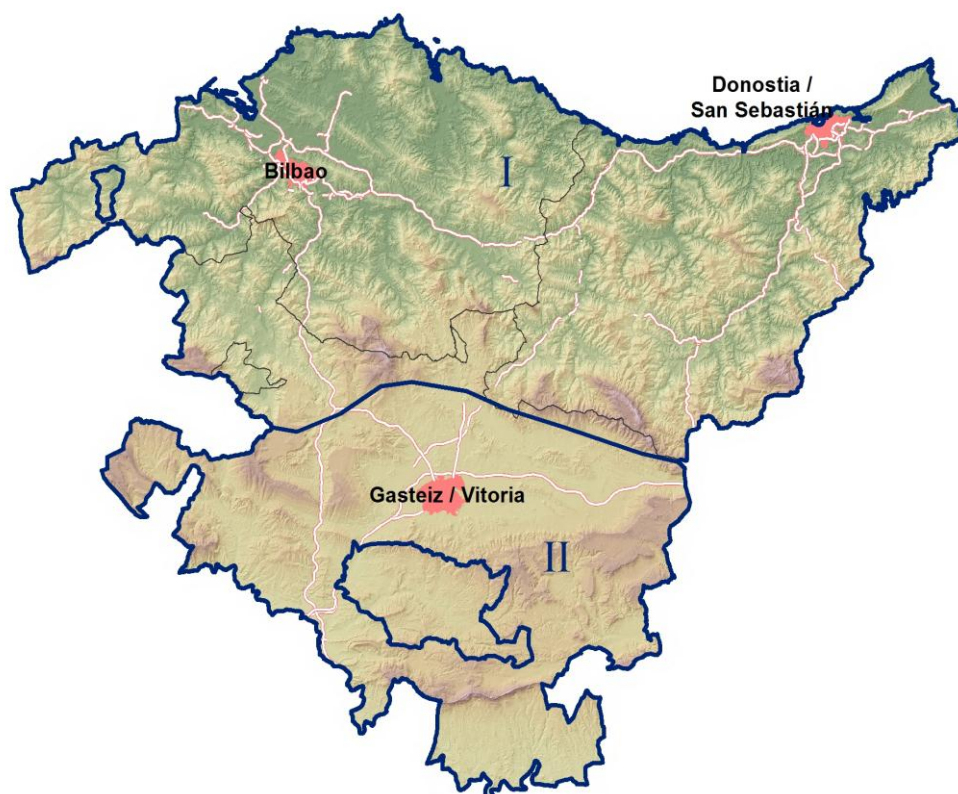 Donostia /
San Sebastián
Bilbao
I
Gasteiz / Vitoria
II